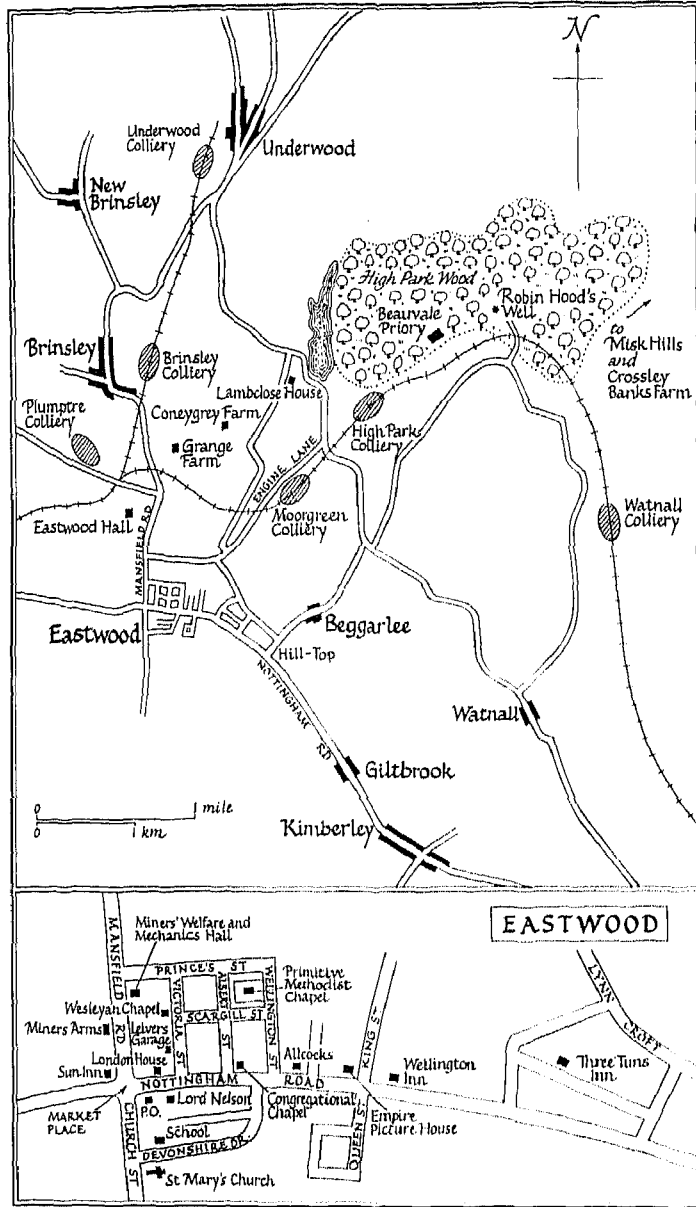 N
Underwood
Colliery
Underwood
New
Brinsley
High Park Wood
Robin Hood's
Well
Beauvale
Priory
to
Misk Hills
and
Crossley
Banks Farm
Brinsley
Brinsley
Colliery
Lambclose House
Coneygrey Farm
Plumptre
Colliery
Grange
Farm
High Park
Colliery
ENGINE LANE
Moorgreen
Colliery
Watnall
Colliery
Eastwood Hall
MANSFIELD RD
Eastwood
Beggarlee
Hill-Top
NOTTINGHAM RD
Watnall
Giltbrook
Kimberley
0 1 mile
0 1 km
EASTWOOD
Miners' Welfare and
Mechanics Hall
MANSFIELD RD
PRINCE'S ST
Primitive
Methodist
Chapel
WELLINGTON ST
ALBERT ST
VICTORIA ST
SCARGILL ST
Wesleyan Chapel
Miners Arms
Leivers
Garage
London House
Sun Inn
Allcocks
KING ST
Wellington
Inn
LYNN CROFT
Three Tuns
Inn
NOTTINGHAM ROAD
MARKET
PLACE
P.O.
Lord Nelson
Congregational
Chapel
Empire
Picture House
CHURCH ST
School
DEVONSHIRE DR.
QUEEN ST
St Mary's Church